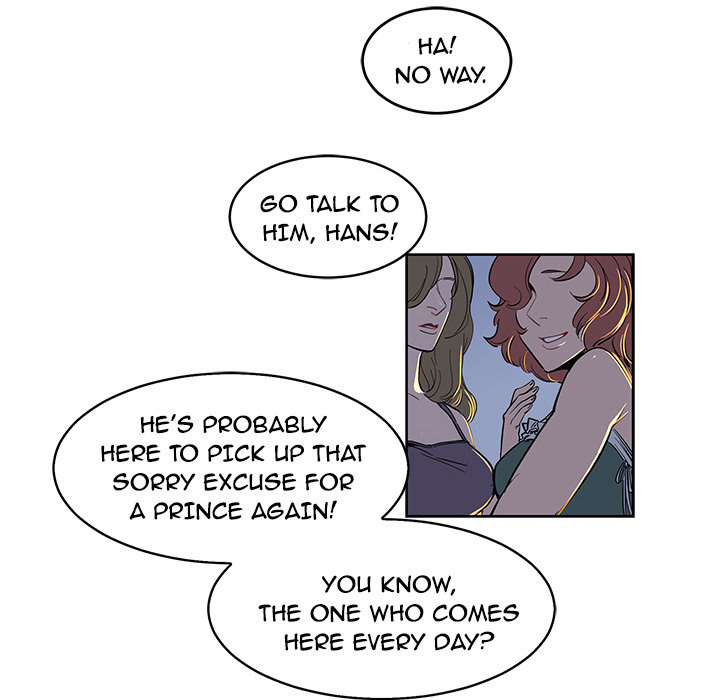 HA!
NO WAY.
GO TALK TO
HIM, HANS!
HE'S PROBABLY
HERE TO PICK UP THAT
SORRY EXCUSE FOR
A PRINCE AGAIN!
YOU KNOW,
THE ONE WHO COMES
HERE EVERY DAY?